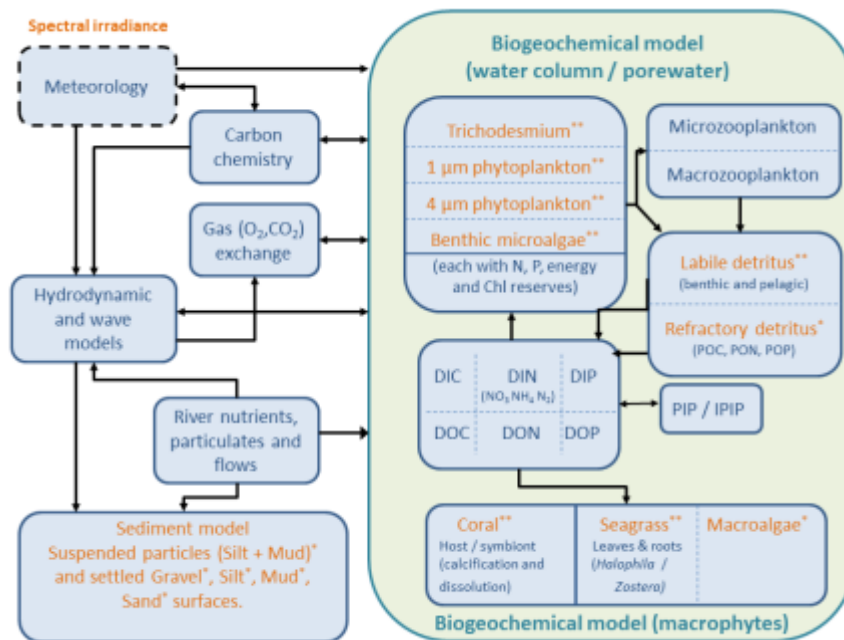 Spectral irradiance
Meteorology
Carbon
chemistry
Gas (O₂,CO₂)
exchange
Hydrodynamic
and wave
models
River nutrients,
particulates and
flows
Sediment model
Suspended particles (Silt + Mud)*
and settled Gravel*, Silt*, Mud*,
Sand* surfaces.
Biogeochemical model
(water column / porewater)
Trichodesmium**
1 µm phytoplankton**
4 µm phytoplankton**
Benthic microalgae**
(each with N, P, energy
and Chl reserves)
Microzooplankton
Macrozooplankton
Labile detritus**
(benthic and pelagic)
Refractory detritus*
(POC, PON, POP)
DIC DIN DIP
(NO₃ NH₄ N₂)
DOC DON DOP
PIP / IPIP
Coral**
Host / symbiont
(calcification and
dissolution)
Seagrass**
Leaves & roots
(Halophila /
Zostera)
Macroalgae*
Biogeochemical model (macrophytes)